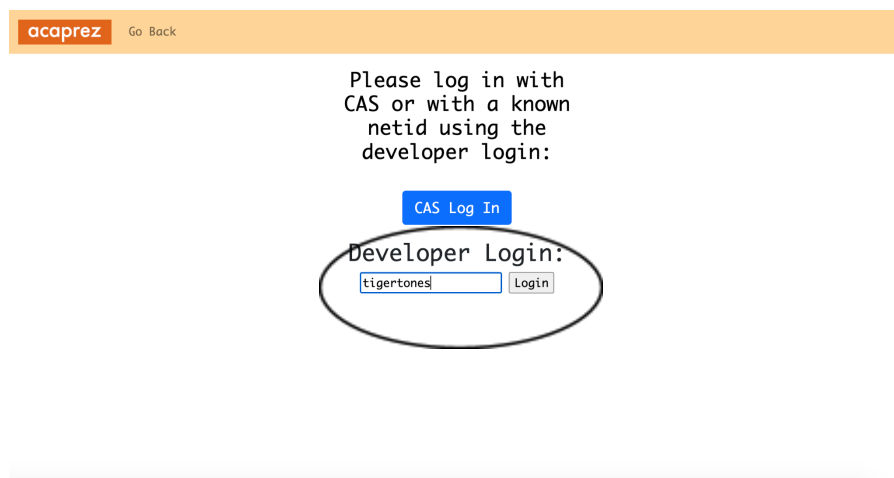 acaprez Go Back
Please log in with
CAS or with a known
netid using the
developer login:
CAS Log In
Developer Login:
tigertones Login